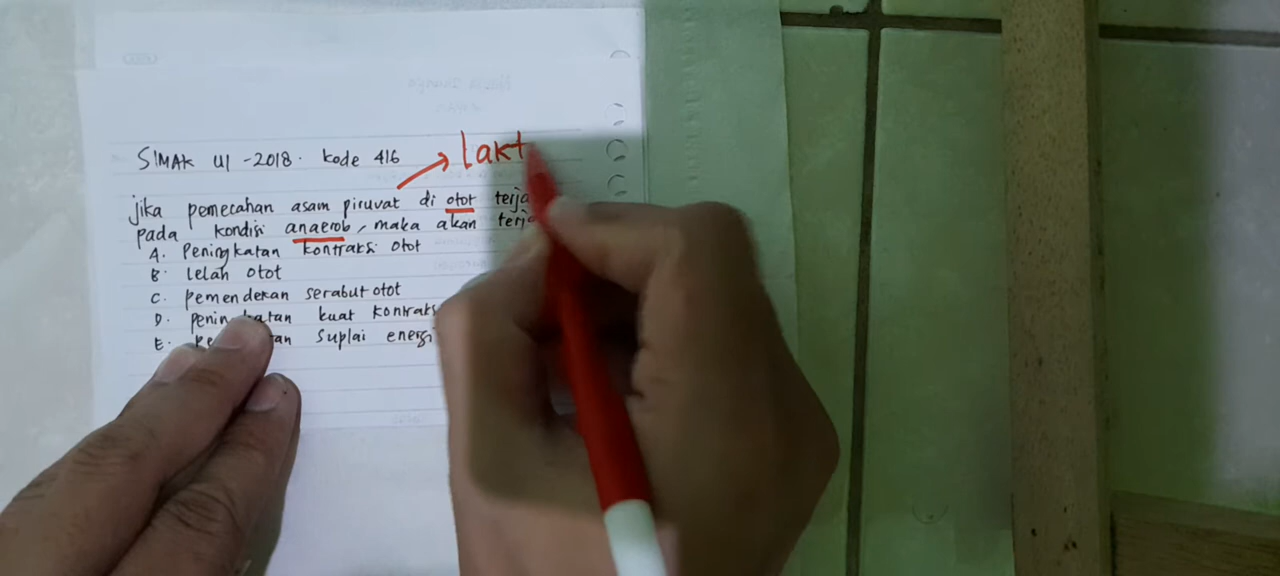 SIMAK UI - 2018. kode 416
lakt
jika pemecahan asam piruvat di otot terja
pada kondisi anaerob, maka akan terja
A. Peningkatan kontraksi otot
B. lelah otot
C. pemendekan serabut otot
D. kuat kontraks
E. suplai energi